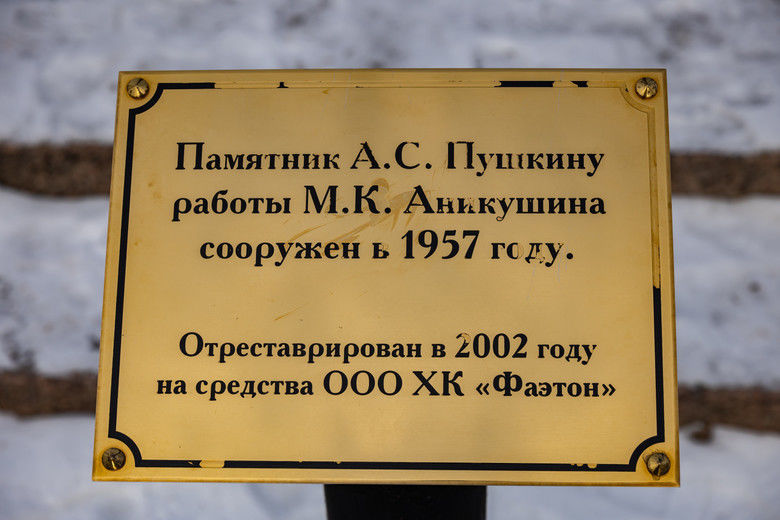 Памятник А.С. Пушкину
работы М.К. Аникушина
сооружен в 1957 году.
Отреставрирован в 2002 году
на средства ООО ХК «Фаэтон»